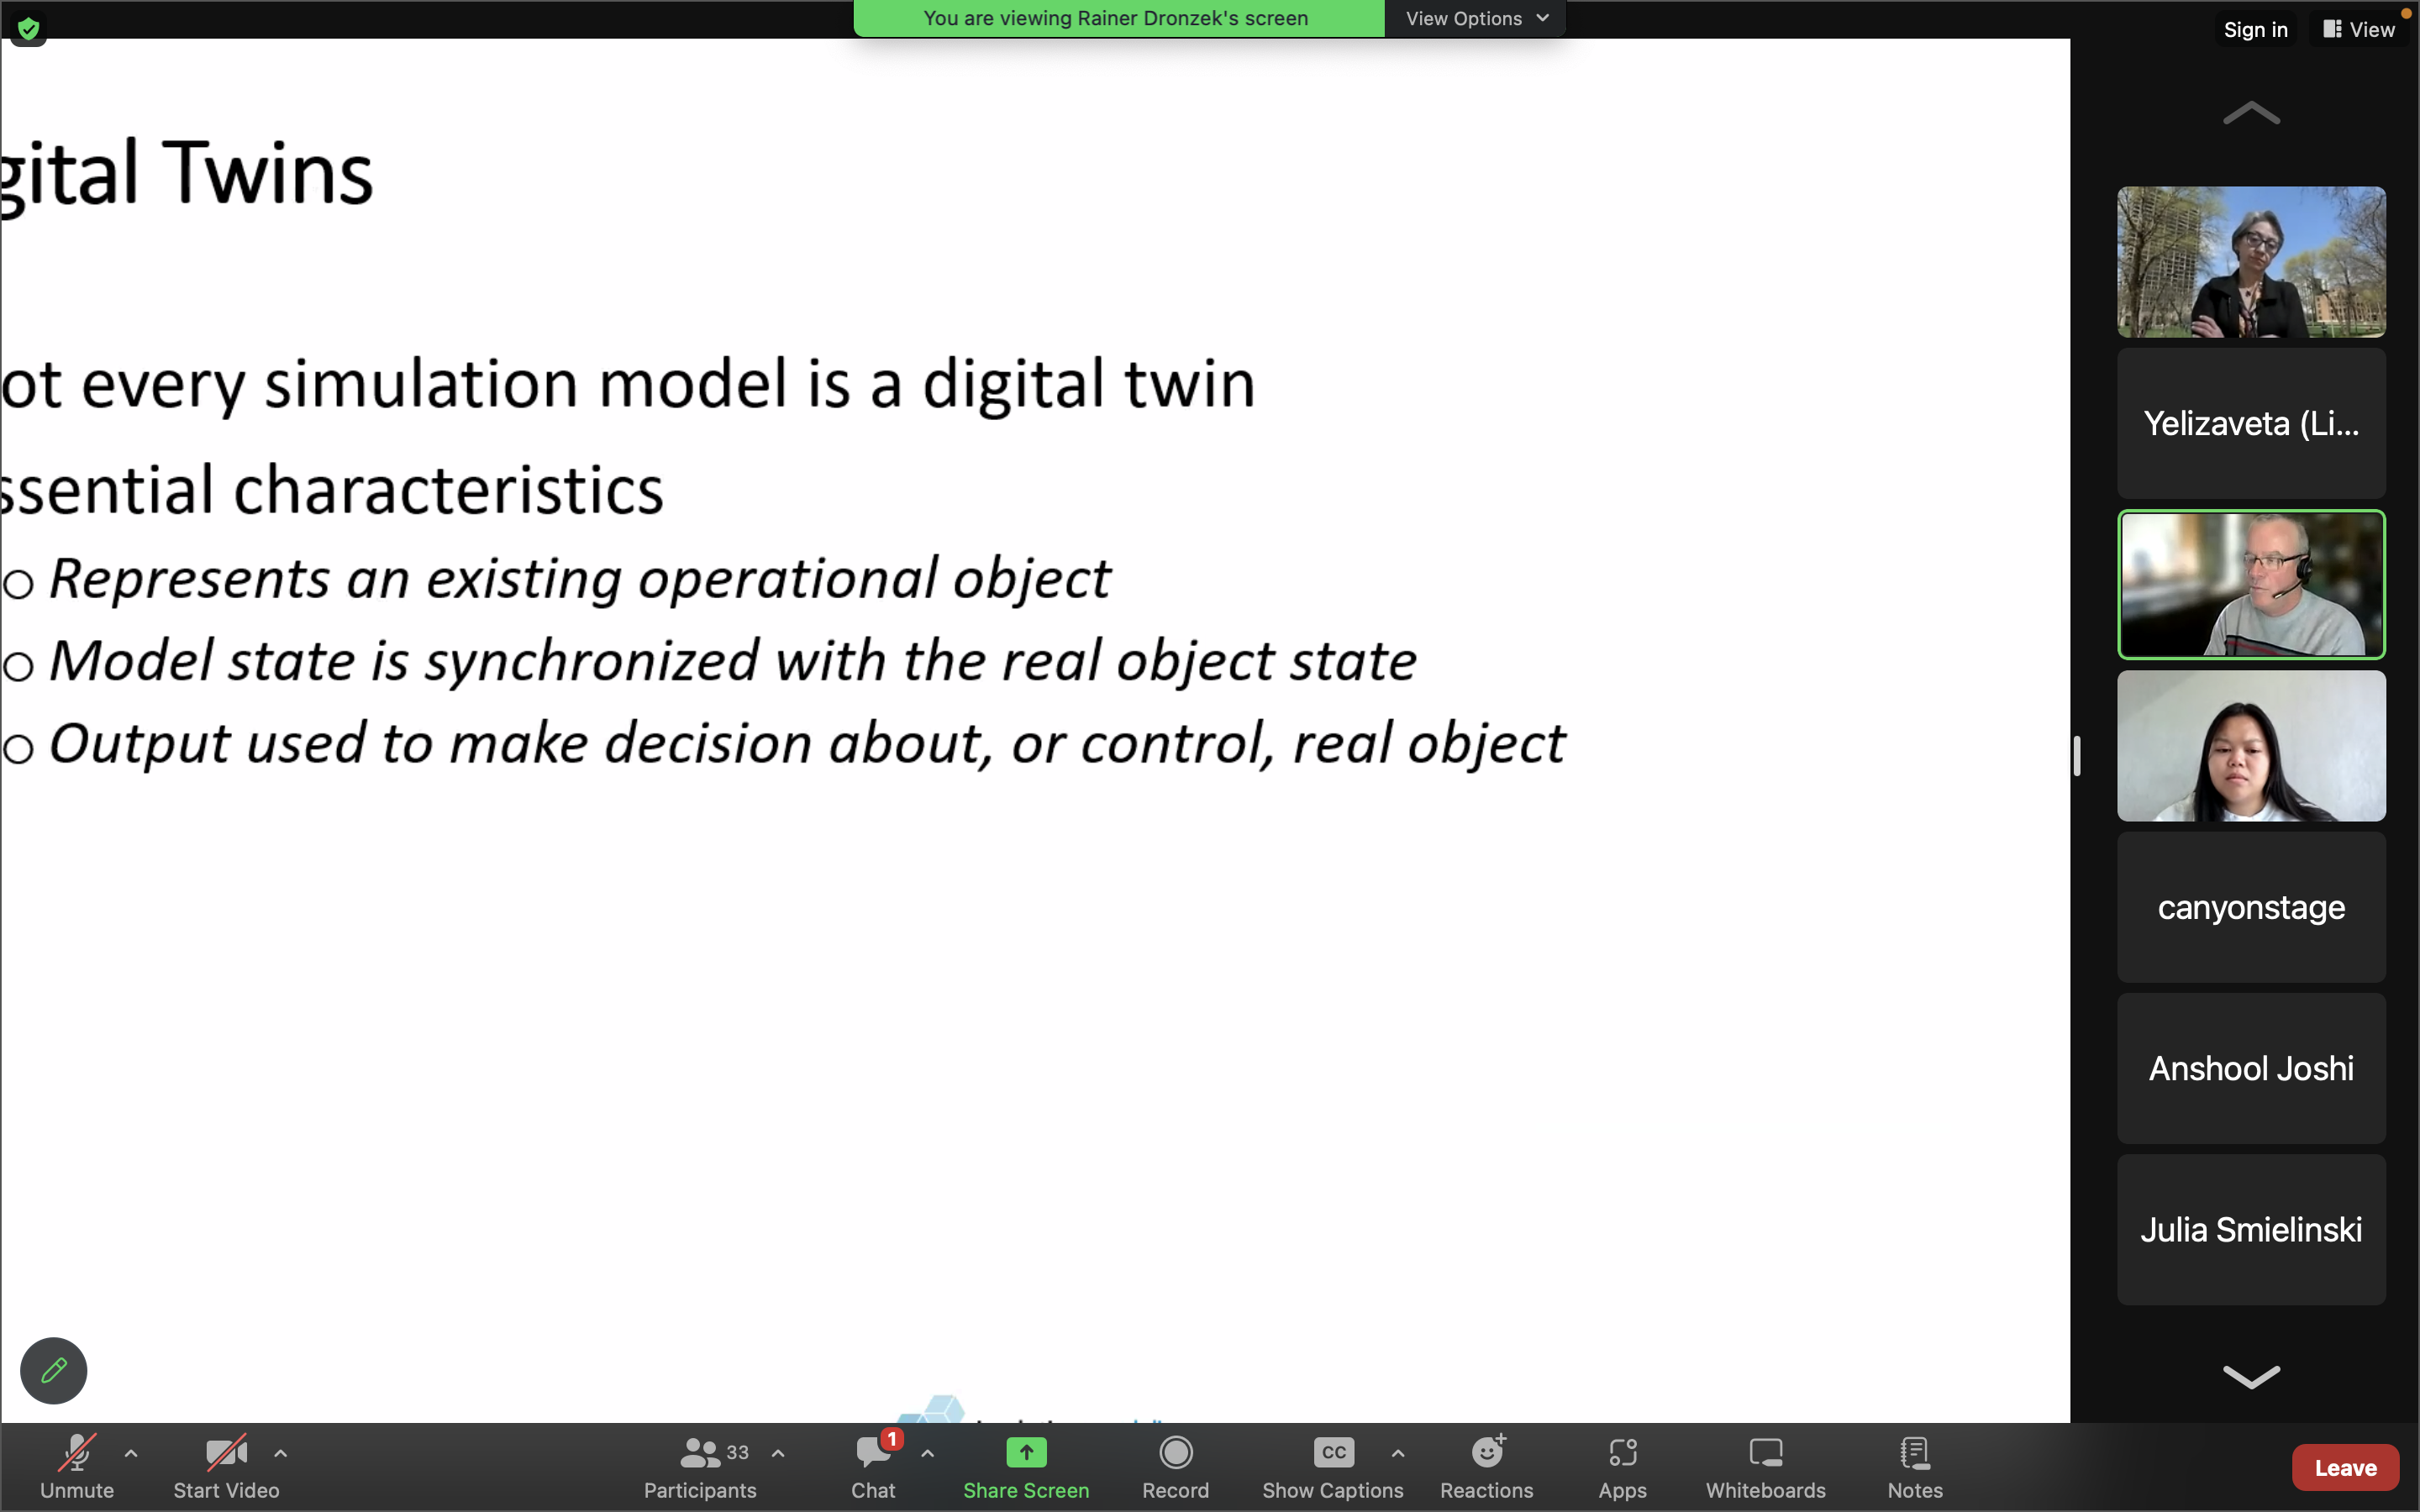 You are viewing Rainer Dronzek's screen
View Options
Sign in
View
gital Twins
ot every simulation model is a digital twin
ssential characteristics
o Represents an existing operational object
o Model state is synchronized with the real object state
o Output used to make decision about, or control, real object
Yelizaveta (Li...
canyonstage
Anshool Joshi
Julia Smielinski
33
1
CC
Unmute
Start Video
Participants
Chat
Share Screen
Record
Show Captions
Reactions
Apps
Whiteboards
Notes
Leave